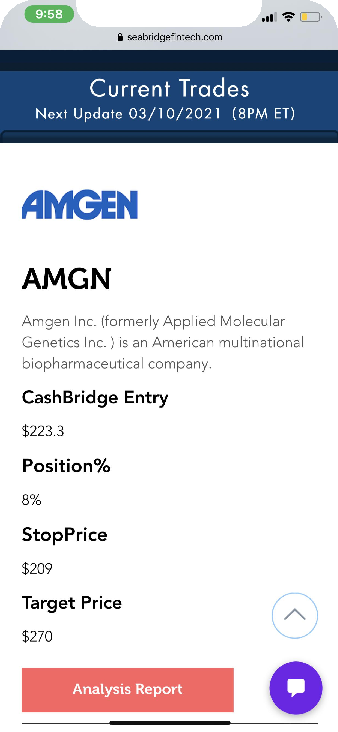 9:58
seabridgefintech.com
Current Trades
Next Update 03/10/2021 (8PM ET)
AMGEN
AMGN
Amgen Inc. (formerly Applied Molecular
Genetics Inc. ) is an American multinational
biopharmaceutical company.
CashBridge Entry
$223.3
Position%
8%
StopPrice
$209
Target Price
$270
Analysis Report